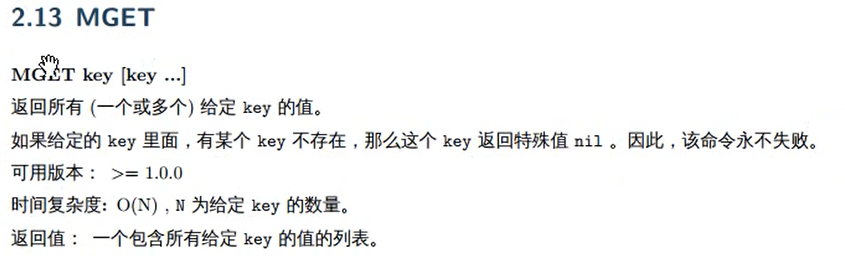 2.13 MGET
MGET key [key ...]
返回所有 (一个或多个) 给定 key 的值。
如果给定的 key 里面，有某个 key 不存在，那么这个 key 返回特殊值 nil 。因此，该命令永不失败。
可用版本： >= 1.0.0
时间复杂度: O(N) , N 为给定 key 的数量。
返回值： 一个包含所有给定 key 的值的列表。